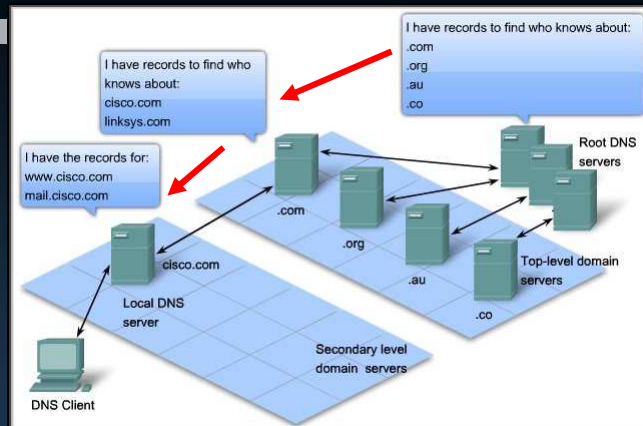 I have records to find who knows about:
.com
.org
.au
.co
I have records to find who
knows about:
cisco.com
linksys.com
I have the records for:
www.cisco.com
mail.cisco.com
Root DNS
servers
.com
.org
.au
.co
Top-level domain
servers
cisco.com
Local DNS
server
Secondary level
domain servers
DNS Client